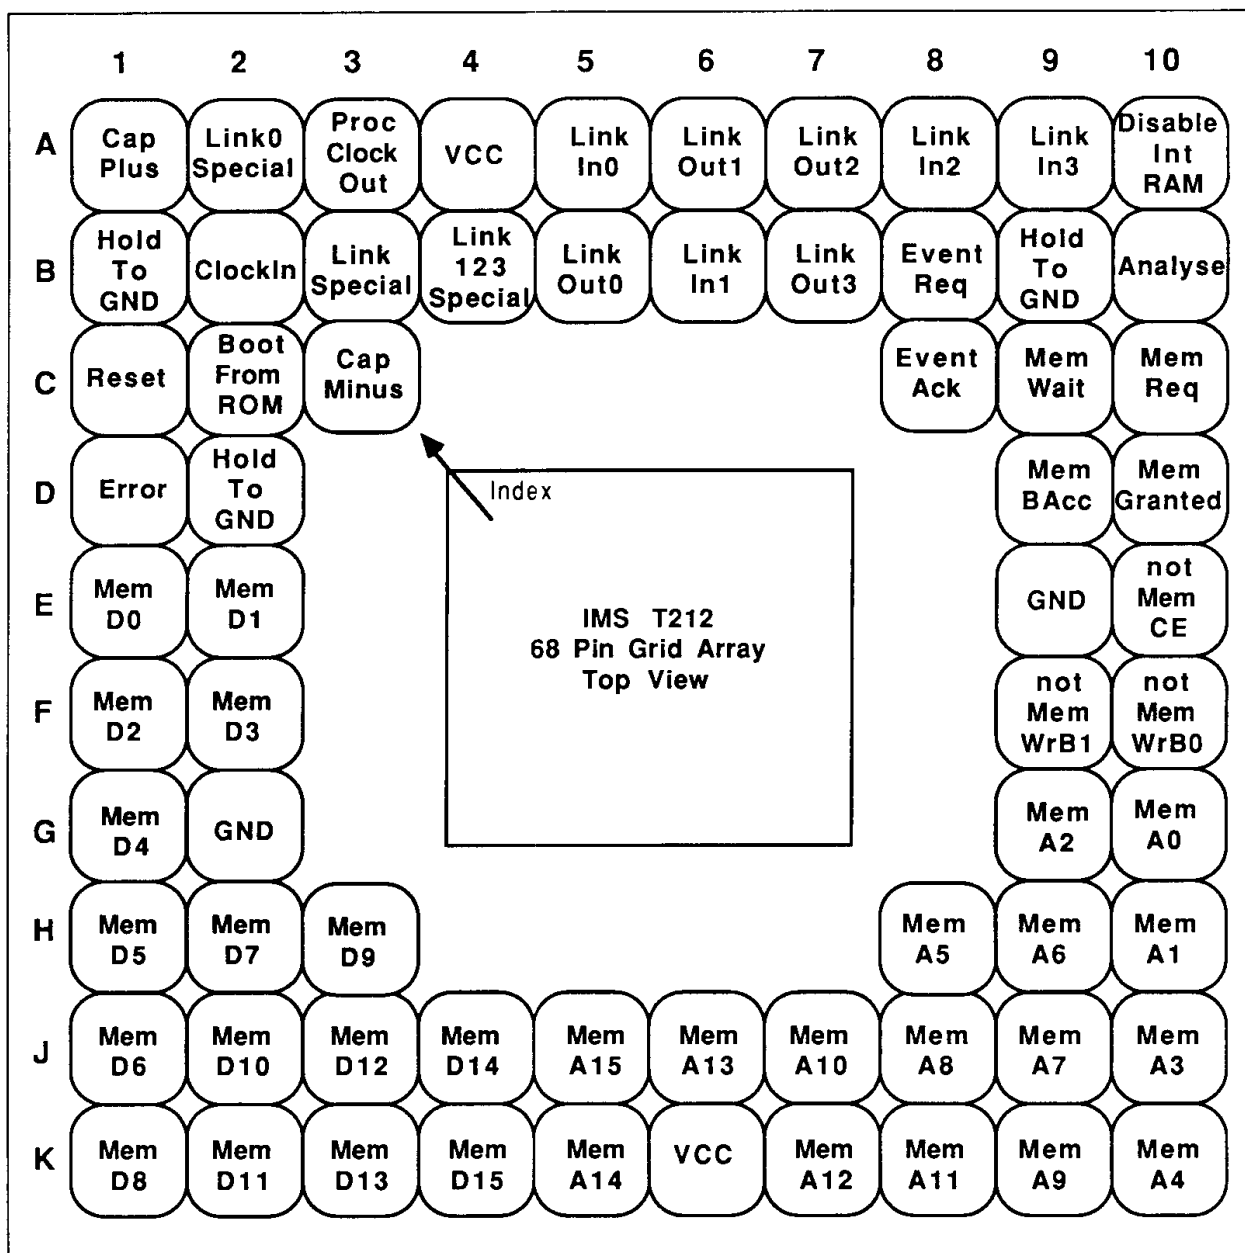 1 2 3 4 5 6 7 8 9 10
A
Cap Plus
Link0 Special
Proc Clock Out
VCC
Link In0
Link Out1
Link Out2
Link In2
Link In3
Disable Int RAM
B
Hold To GND
ClockIn
Link Special
Link 123 Special
Link Out0
Link In1
Link Out3
Event Req
Hold To GND
Analyse
C
Reset
Boot From ROM
Cap Minus
Event Ack
Mem Wait
Mem Req
D
Error
Hold To GND
Index
Mem BAcc
Mem Granted
E
Mem D0
Mem D1
GND
not Mem CE
IMS T212
68 Pin Grid Array
Top View
F
Mem D2
Mem D3
not Mem WrB1
not Mem WrB0
G
Mem D4
GND
Mem A2
Mem A0
H
Mem D5
Mem D7
Mem D9
Mem A5
Mem A6
Mem A1
J
Mem D6
Mem D10
Mem D12
Mem D14
Mem A15
Mem A13
Mem A10
Mem A8
Mem A7
Mem A3
K
Mem D8
Mem D11
Mem D13
Mem D15
Mem A14
VCC
Mem A12
Mem A11
Mem A9
Mem A4